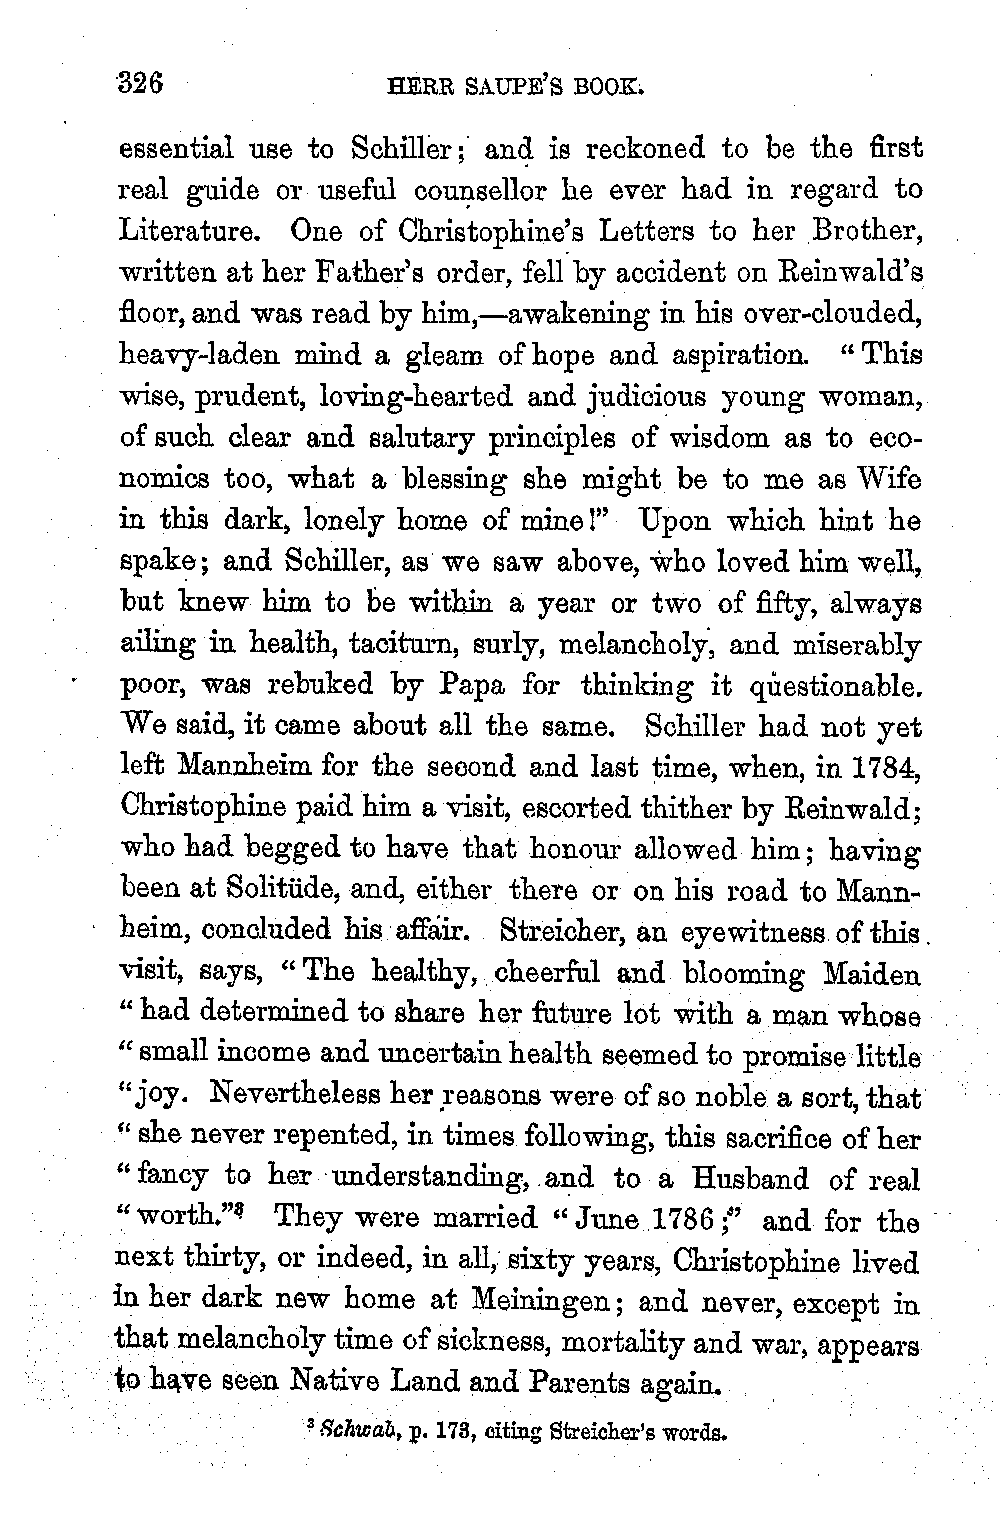 326 HERR SAUPE'S BOOK.
essential use to Schiller; and is reckoned to be the first
real guide or useful counsellor he ever had in regard to
Literature. One of Christophine's Letters to her Brother,
written at her Father's order, fell by accident on Reinwald's
floor, and was read by him,—awakening in his over-clouded,
heavy-laden mind a gleam of hope and aspiration. “This
wise, prudent, loving-hearted and judicious young woman,
of such clear and salutary principles of wisdom as to eco-
nomics too, what a blessing she might be to me as Wife
in this dark, lonely home of mine!” Upon which hint he
spake; and Schiller, as we saw above, who loved him well,
but knew him to be within a year or two of fifty, always
ailing in health, taciturn, surly, melancholy, and miserably
poor, was rebuked by Papa for thinking it questionable.
We said, it came about all the same. Schiller had not yet
left Mannheim for the second and last time, when, in 1784,
Christophine paid him a visit, escorted thither by Reinwald;
who had begged to have that honour allowed him; having
been at Solitüde, and, either there or on his road to Mann-
heim, concluded his affair. Streicher, an eyewitness of this
visit, says, “The healthy, cheerful and blooming Maiden
“had determined to share her future lot with a man whose
“small income and uncertain health seemed to promise little
“joy. Nevertheless her reasons were of so noble a sort, that
“she never repented, in times following, this sacrifice of her
“fancy to her understanding, and to a Husband of real
“worth.”³ They were married “June 1786;” and for the
next thirty, or indeed, in all, sixty years, Christophine lived
in her dark new home at Meiningen; and never, except in
that melancholy time of sickness, mortality and war, appears
to have seen Native Land and Parents again.
³ Schwab, p. 173, citing Streicher's words.